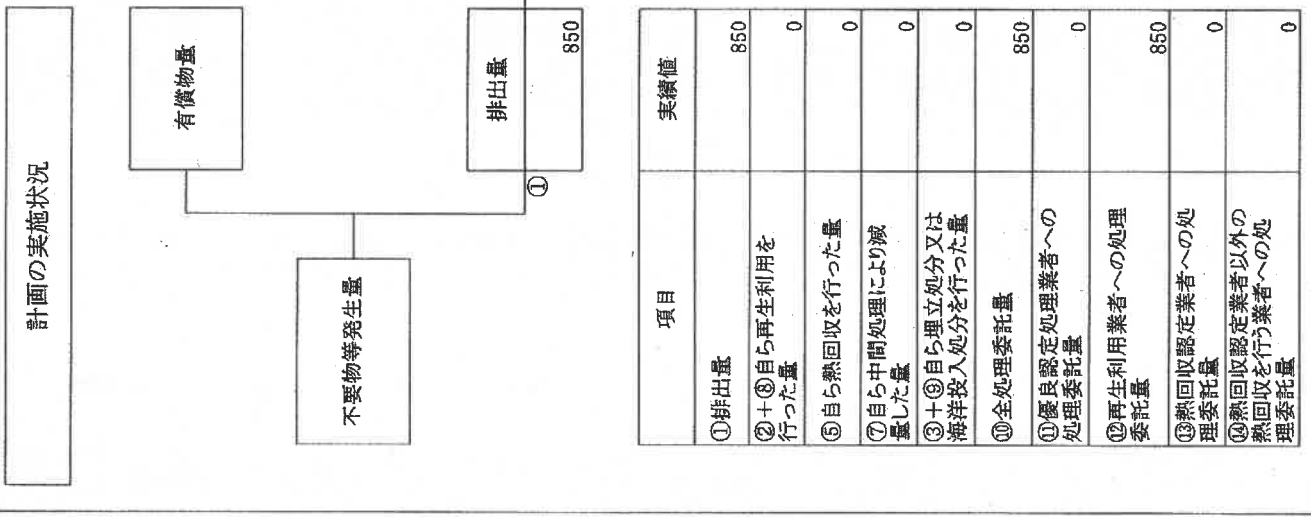 計画の実施状況
不要物等発生量
有償物量
①
排出量
850
項目
実績値
①排出量
850
②+⑧自ら再生利用を
行った量
0
⑤自ら熱回収を行った量
0
⑦自ら中間処理により減
量した量
0
③+⑨自ら埋立処分又は
海洋投入処分を行った量
0
⑩全処理委託量
850
⑪優良認定処理業者への
処理委託量
0
⑫再生利用業者への処理
委託量
850
⑬熱回収認定業者への処
理委託量
0
⑭熱回収認定業者以外の
熱回収を行う業者への処
理委託量
0